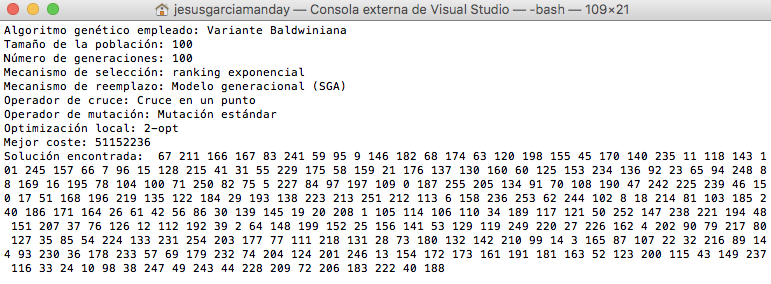 jesusgarciamanday — Consola externa de Visual Studio — -bash — 109×21
Algoritmo genético empleado: Variante Baldwiniana
Tamaño de la población: 100
Número de generaciones: 100
Mecanismo de selección: ranking exponencial
Mecanismo de reemplazo: Modelo generacional (SGA)
Operador de cruce: Cruce en un punto
Operador de mutación: Mutación estándar
Optimización local: 2-opt
Mejor coste: 51152236
Solución encontrada:  67 211 166 167 83 241 59 95 9 146 182 68 174 63 120 198 155 45 170 140 235 11 118 143 1
01 245 157 66 7 96 15 128 215 41 31 55 229 175 58 159 21 176 137 130 160 60 125 153 234 136 92 23 65 94 248 8
8 169 16 195 78 104 100 71 250 82 75 5 227 84 97 197 109 0 187 255 205 134 91 70 108 190 47 242 225 239 46 15
0 17 51 168 196 219 135 122 184 29 193 138 223 213 251 212 113 6 158 236 253 62 244 102 8 18 214 81 103 185 2
40 186 171 164 26 61 42 56 86 30 139 145 19 20 208 1 105 114 106 110 34 189 117 121 50 252 147 238 221 194 48
 151 207 37 76 126 12 112 192 39 2 64 148 199 152 25 156 141 53 129 119 249 220 27 226 162 4 202 90 79 217 80
 127 35 85 54 224 133 231 254 203 177 77 111 218 131 28 73 180 132 142 210 99 14 3 165 87 107 22 32 216 89 14
4 93 230 36 178 233 57 69 179 232 74 204 124 201 246 13 154 172 173 161 191 181 163 52 123 200 115 43 149 237
 116 33 24 10 98 38 247 49 243 44 228 209 72 206 183 222 40 188